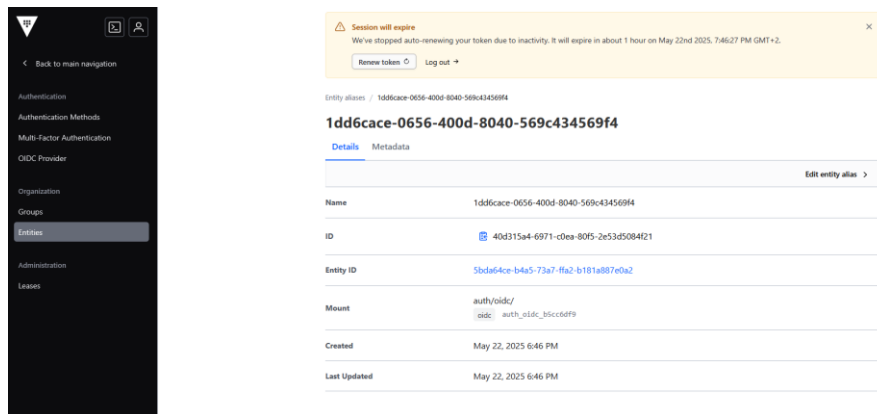 Back to main navigation
Authentication
Authentication Methods
Multi-Factor Authentication
OIDC Provider
Organization
Groups
Entities
Administration
Leases
Session will expire
We've stopped auto-renewing your token due to inactivity. It will expire in about 1 hour on May 22nd 2025, 7:46:27 PM GMT+2.
Renew token Log out
Entity aliases / 1dd6cace-0656-400d-8040-569c434569f4
1dd6cace-0656-400d-8040-569c434569f4
Details Metadata
Edit entity alias
Name 1dd6cace-0656-400d-8040-569c434569f4
ID 40d315a4-6971-c0ea-80f5-2e53d5084f21
Entity ID 5bda64ce-b4a5-73a7-ffa2-b181a887e0a2
Mount auth/oidc/
oidc auth_oidc_b5cc6df9
Created May 22, 2025 6:46 PM
Last Updated May 22, 2025 6:46 PM